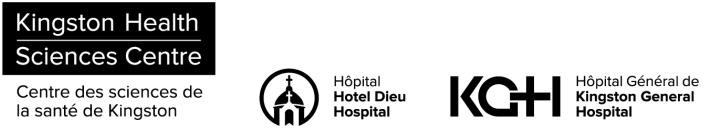 Kingston Health
Sciences Centre
Centre des sciences de
la santé de Kingston
Hôpital
Hotel Dieu
Hospital
KGH
Hôpital Général de
Kingston General
Hospital